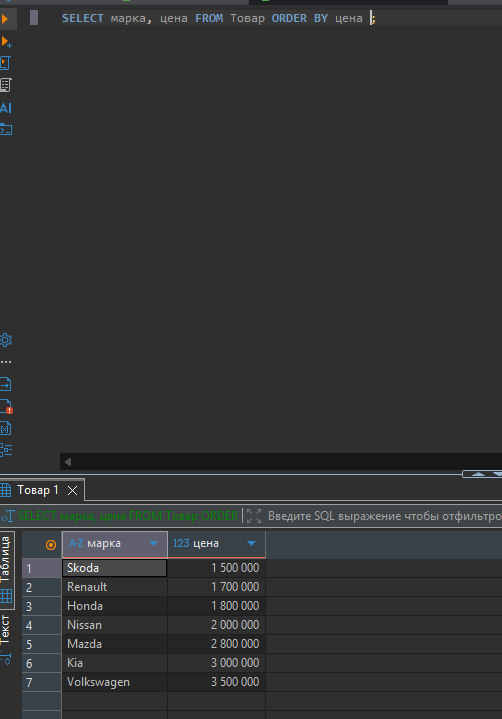 SELECT марка, цена FROM Товар ORDER BY цена ;
AI
Товар 1
SELECT марка, цена FROM Товар ORDER
Введите SQL выражение чтобы отфильтро
Таблица
Текст
AZ марка
123 цена
1 Skoda 1 500 000
2 Renault 1 700 000
3 Honda 1 800 000
4 Nissan 2 000 000
5 Mazda 2 800 000
6 Kia 3 000 000
7 Volkswagen 3 500 000